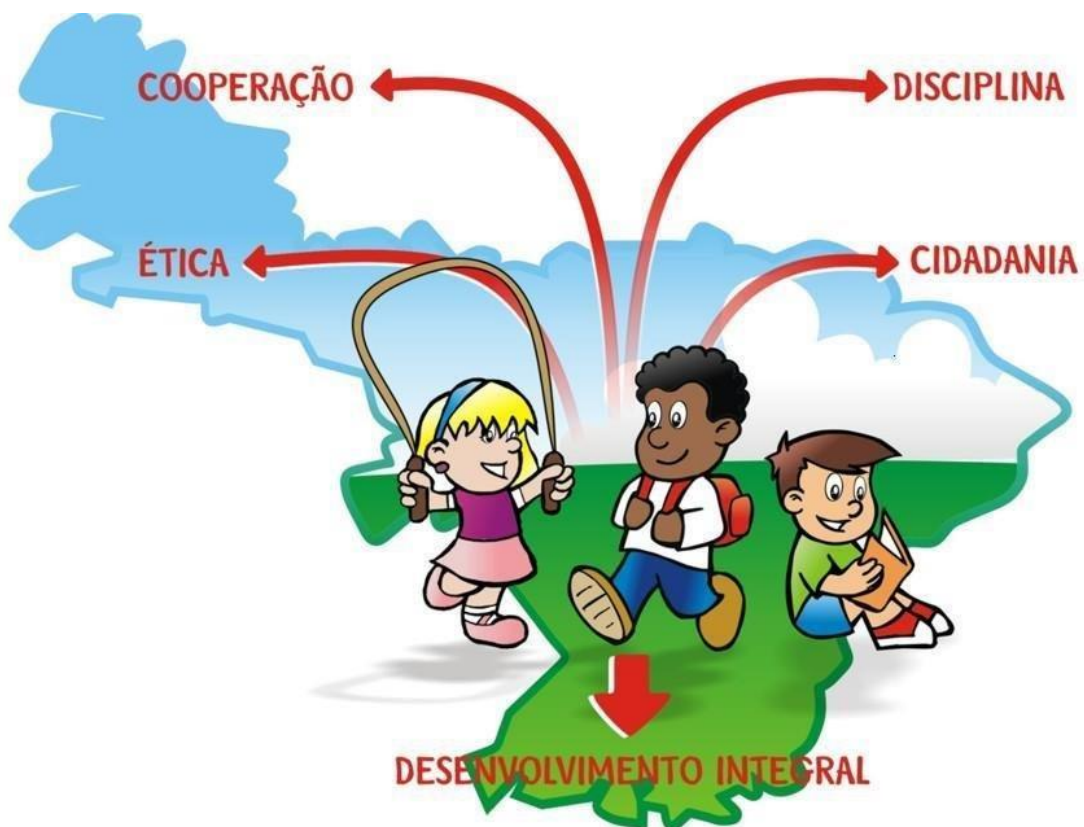 COOPERAÇÃO
DISCIPLINA
ÉTICA
CIDADANIA
DESENVOLVIMENTO INTEGRAL